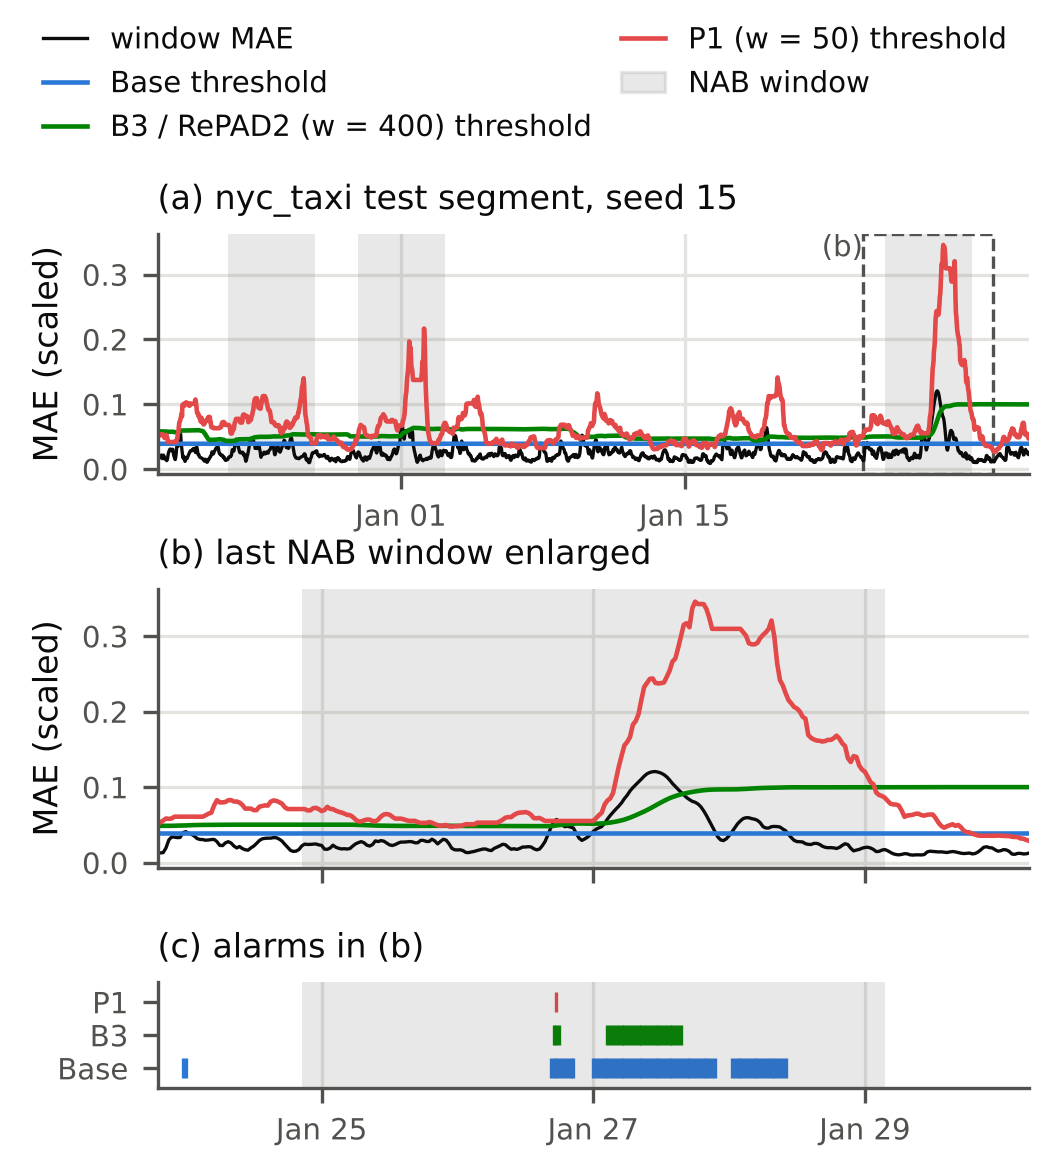 window MAE
Base threshold
B3 / RePAD2 (w = 400) threshold
P1 (w = 50) threshold
NAB window
(a) nyc_taxi test segment, seed 15
MAE (scaled)
0.3
0.2
0.1
0.0
(b)
Jan 01
Jan 15
(b) last NAB window enlarged
MAE (scaled)
0.3
0.2
0.1
0.0
(c) alarms in (b)
P1
B3
Base
Jan 25
Jan 27
Jan 29